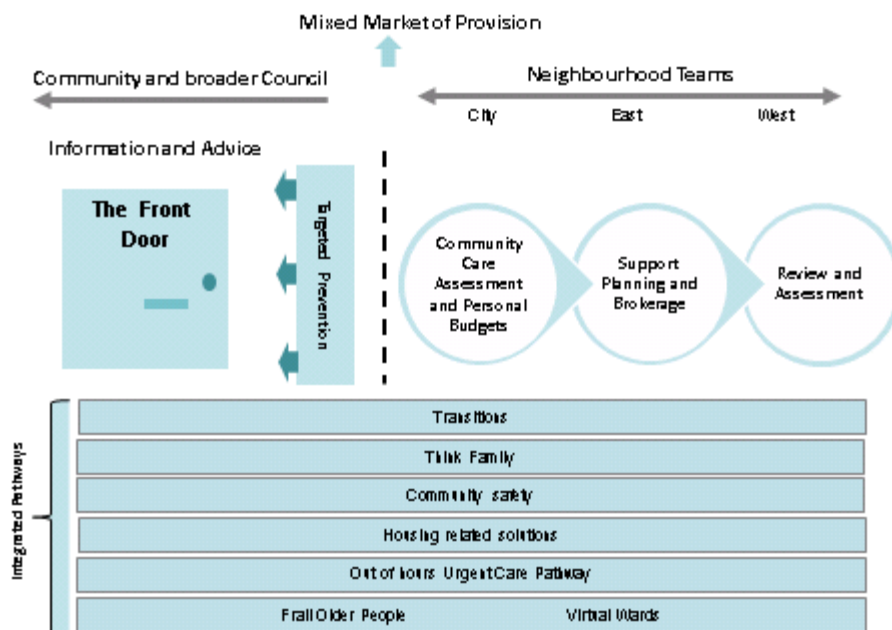 Mixed Market of Provision
Community and broader Council
Neighbourhood Teams
City East West
Information and Advice
The Front
Door
Targeted Prevention
Community
Care
Assessment
and Personal
Budgets
Support
Planning and
Brokerage
Review and
Assessment
Integrated Pathways
Transitions
Think Family
Community safety
Housing related solutions
Out of hours Urgent Care Pathway
Frail Older People Virtual Wards